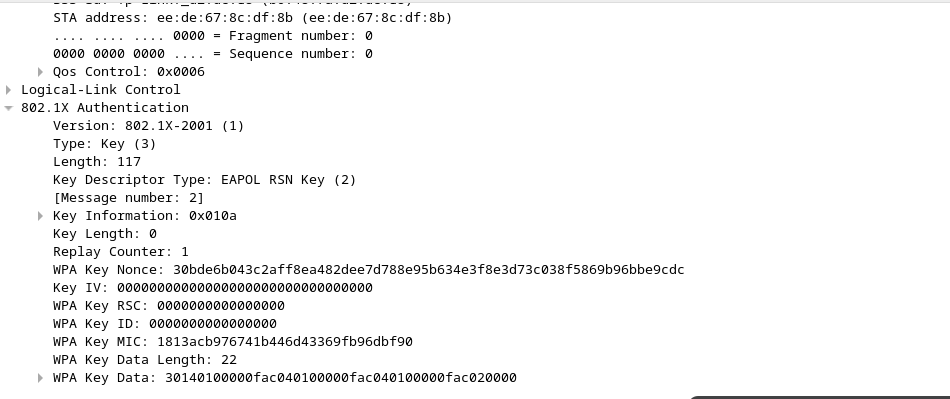 STA address: ee:de:67:8c:df:8b (ee:de:67:8c:df:8b)
.... .... .... 0000 = Fragment number: 0
0000 0000 0000 .... = Sequence number: 0
Qos Control: 0x0006
Logical-Link Control
802.1X Authentication
Version: 802.1X-2001 (1)
Type: Key (3)
Length: 117
Key Descriptor Type: EAPOL RSN Key (2)
[Message number: 2]
Key Information: 0x010a
Key Length: 0
Replay Counter: 1
WPA Key Nonce: 30bde6b043c2aff8ea482dee7d788e95b634e3f8e3d73c038f5869b96bbe9cdc
Key IV: 00000000000000000000000000000000
WPA Key RSC: 0000000000000000
WPA Key ID: 0000000000000000
WPA Key MIC: 1813acb976741b446d43369fb96dbf90
WPA Key Data Length: 22
WPA Key Data: 30140100000fac040100000fac040100000fac020000